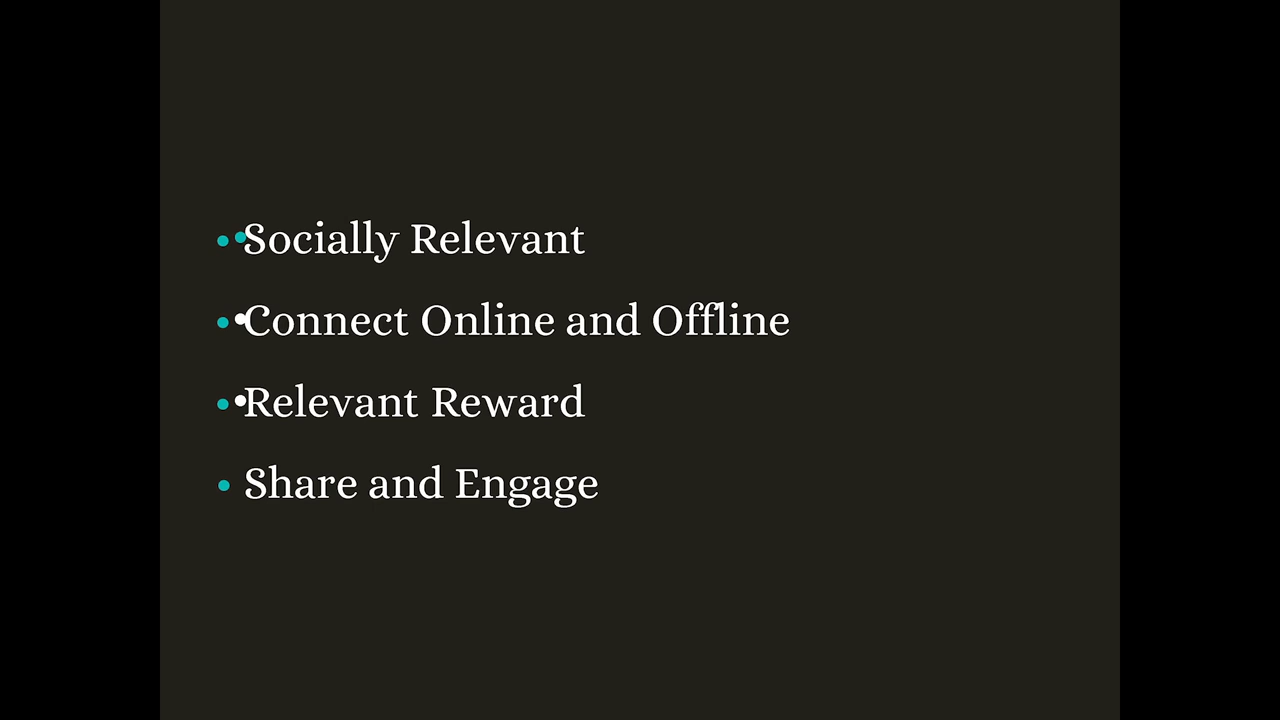 ••Socially Relevant
••Connect Online and Offline
••Relevant Reward
• Share and Engage